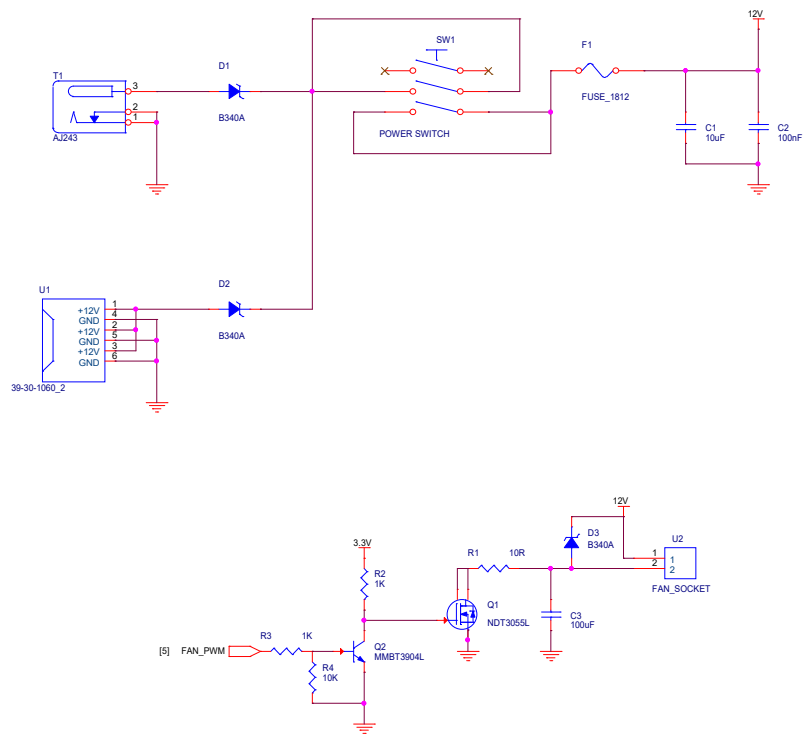 12V
SW1
F1
D1
T1
3
2
1
B340A
AJ243
FUSE_1812
C1
10uF
C2
100nF
POWER SWITCH
D2
U1
1
+12V
4
GND
2
+12V
5
GND
3
+12V
6
GND
B340A
39-30-1060_2
12V
D3
B340A
U2
1
1
2
2
FAN_SOCKET
3.3V
R1
10R
R2
1K
Q1
NDT3055L
C3
100uF
R3
1K
[5]
FAN_PWM
Q2
MMBT3904L
R4
10K